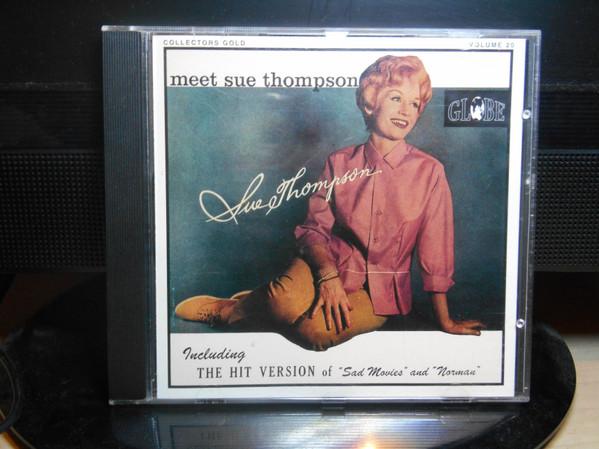 COLLECTORS GOLD
VOLUME 20
meet sue thompson
GLOBE
Sue Thompson
Including
THE HIT VERSION of "Sad Movies" and "Norman"